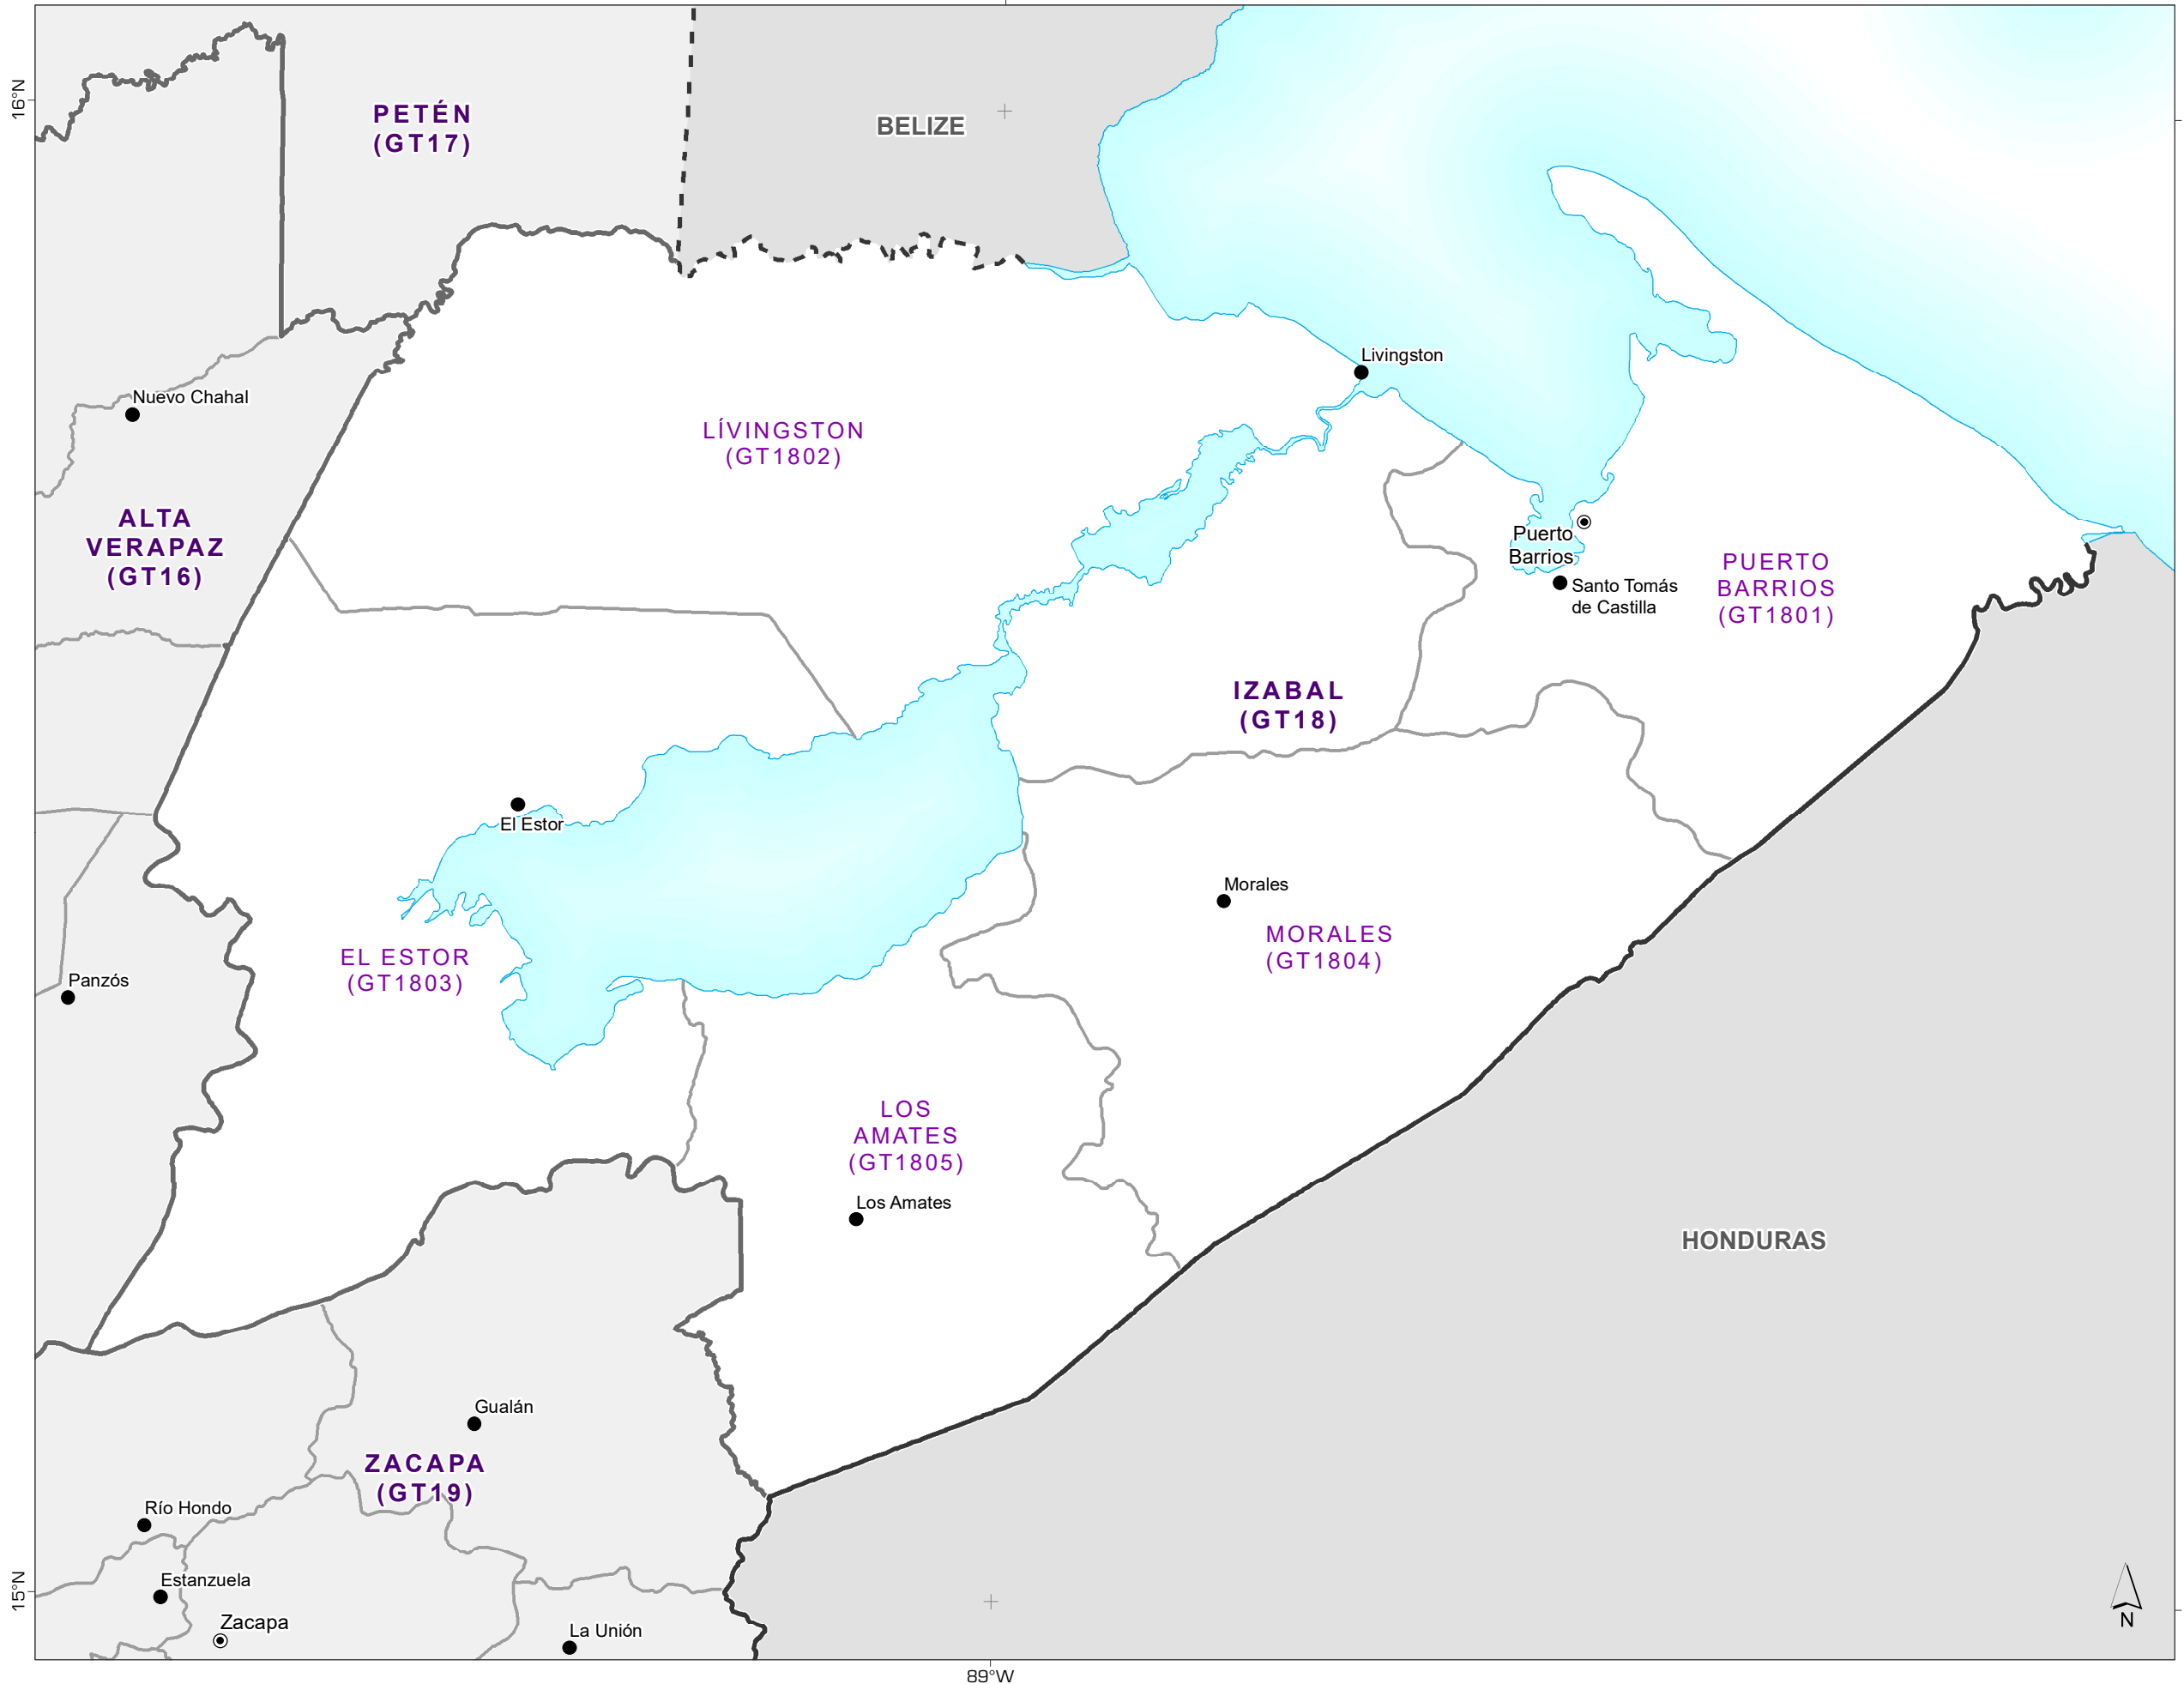 16°N
PETÉN
(GT17)
BELIZE
Livingston
Nuevo Chahal
LÍVINGSTON
(GT1802)
ALTA
VERAPAZ
(GT16)
Puerto
Barrios
Santo Tomás
de Castilla
PUERTO
BARRIOS
(GT1801)
IZABAL
(GT18)
El Estor
Morales
MORALES
(GT1804)
EL ESTOR
(GT1803)
Panzós
LOS
AMATES
(GT1805)
Los Amates
HONDURAS
Gualán
ZACAPA
(GT19)
Río Hondo
Estanzuela
15°N
Zacapa
La Unión
N
89°W